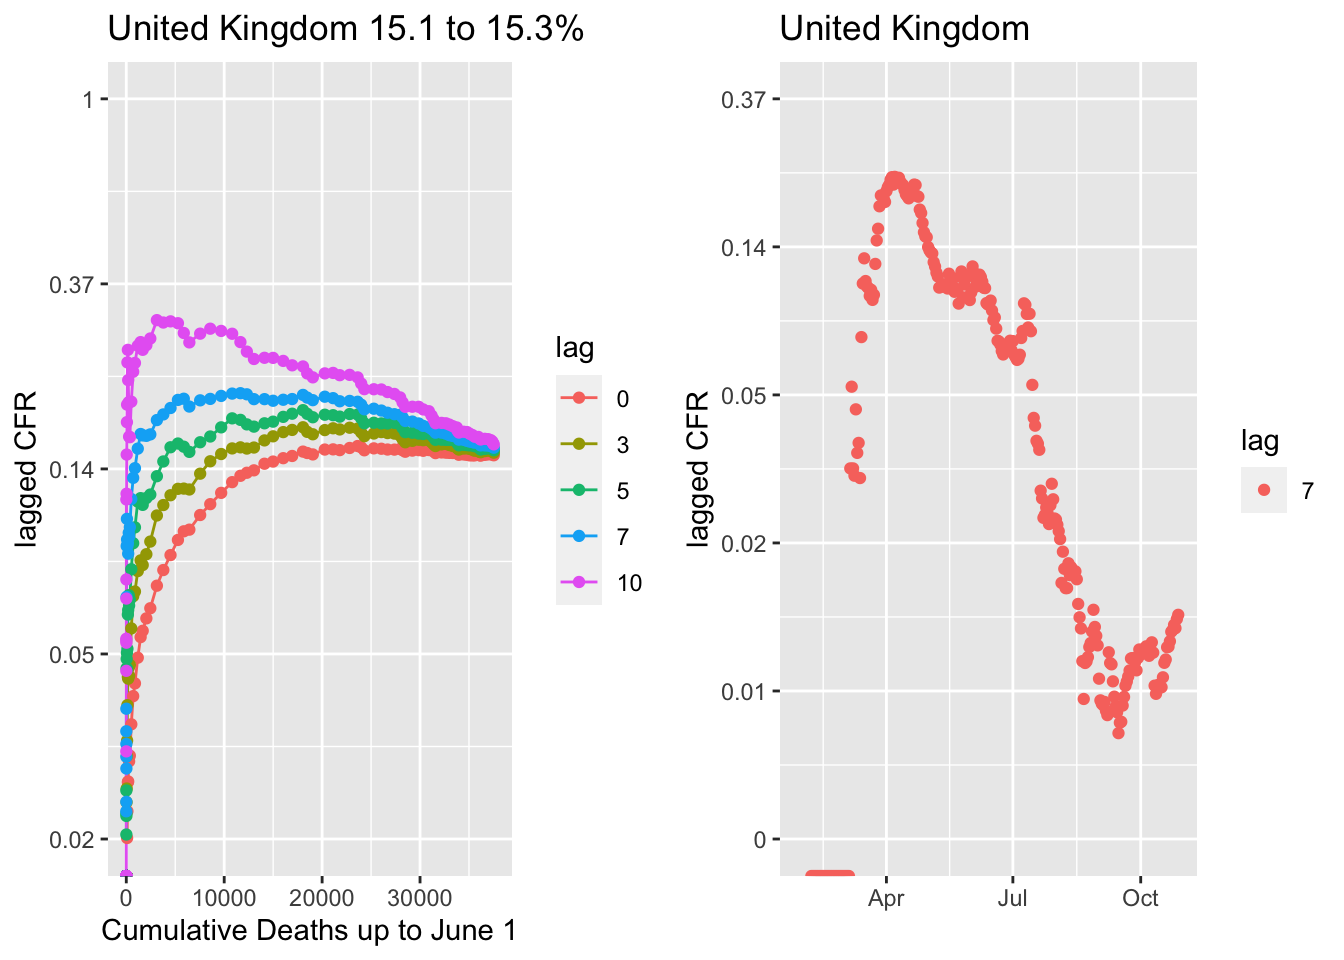 United Kingdom 15.1 to 15.3%
1
0.37
0.14
0.05
0.02
lagged CFR
0
10000
20000
30000
Cumulative Deaths up to June 1
lag
0
3
5
7
10
United Kingdom
0.37
0.14
0.05
0.02
0.01
0
lagged CFR
Apr
Jul
Oct
lag
7